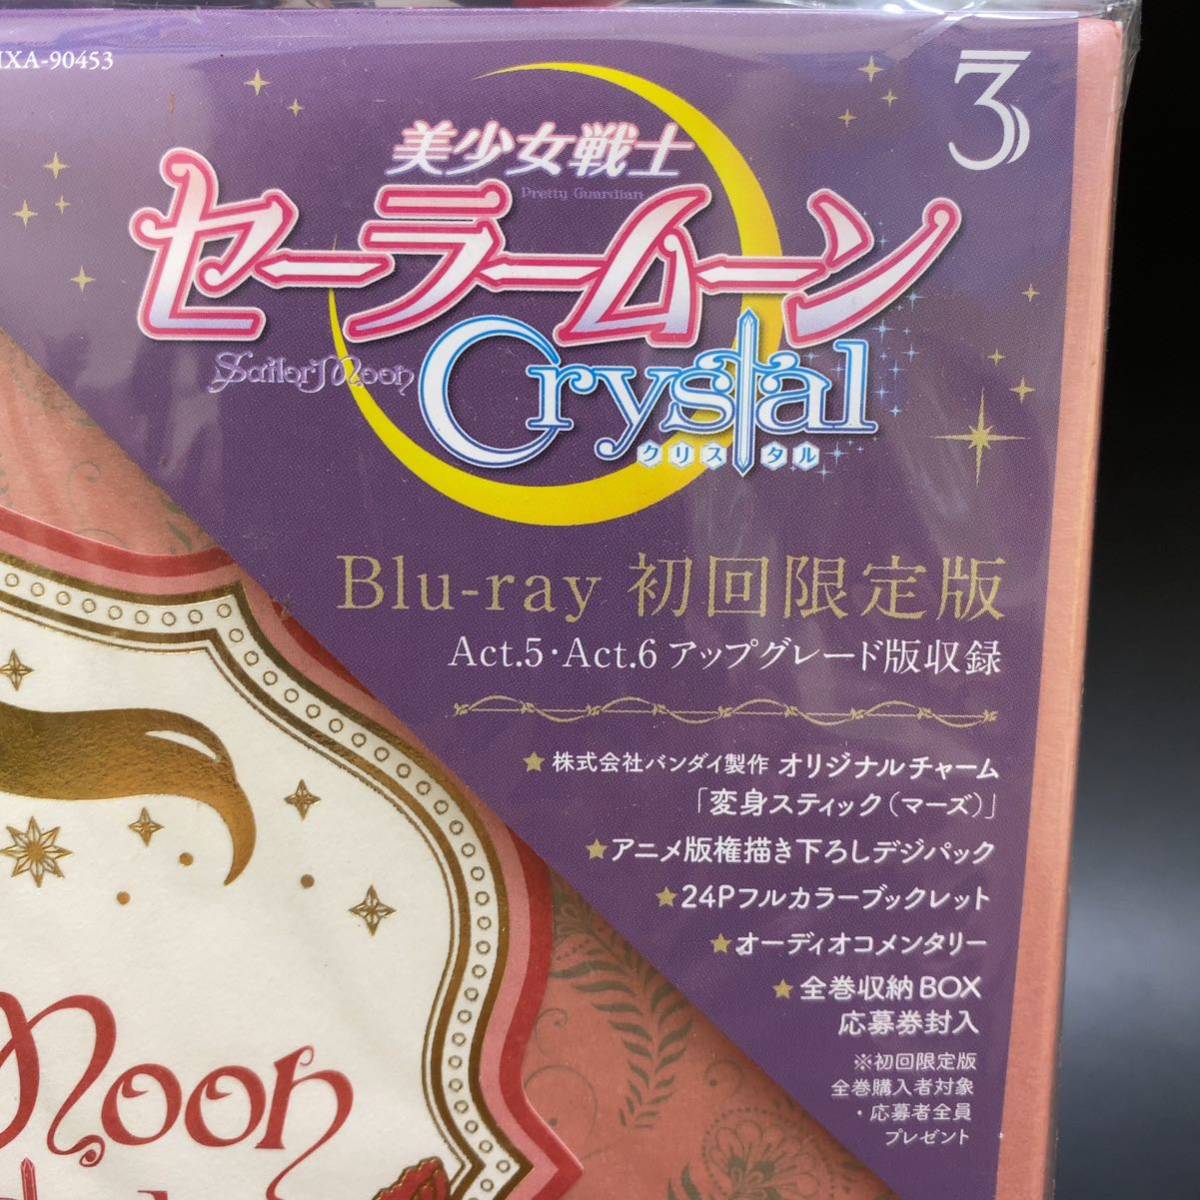 XA-90453
3
美少女戦士
Pretty Guardian
セーラームーン
Sailor Moon
Crystal
クリスタル
Blu-ray 初回限定版
Act.5・Act.6 アップグレード版収録
★ 株式会社バンダイ製作 オリジナルチャーム
「変身スティック(マーズ)」
★アニメ版権描き下ろしデジパック
★24Pフルカラーブックレット
★オーディオコメンタリー
★全巻収納BOX
応募券封入
※初回限定版
全巻購入者対象
・応募者全員
プレゼント
Moon